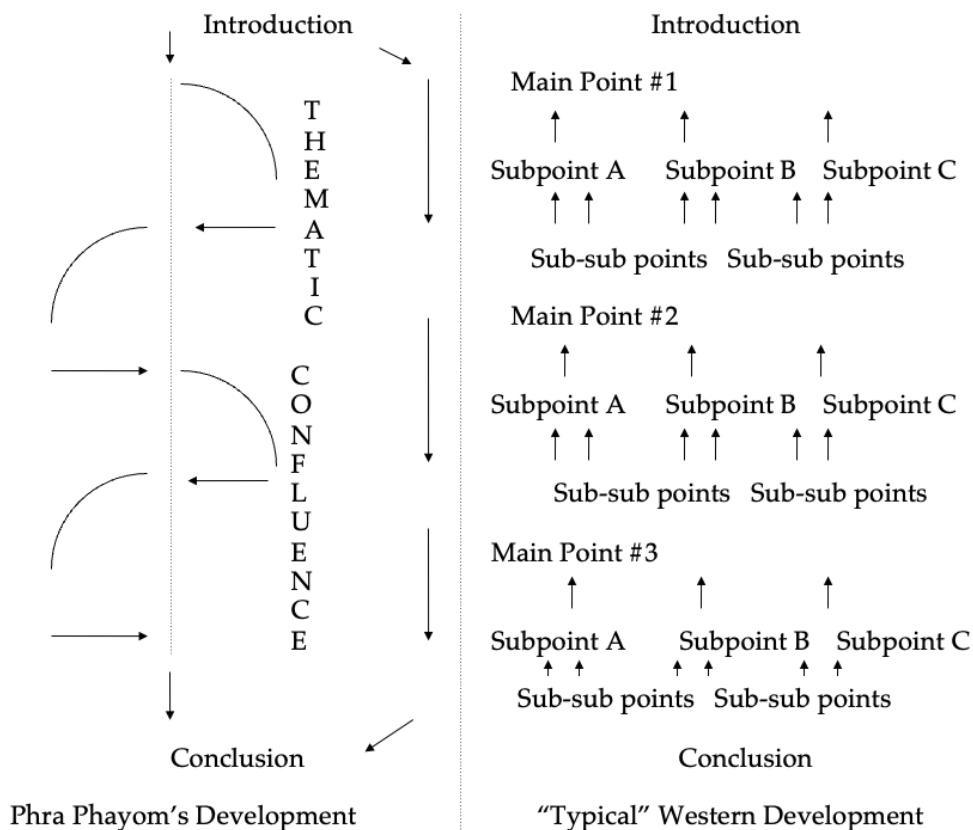 Introduction
THEMATIC
CONFLUENCE
Conclusion
Phra Phayom's Development
Introduction
Main Point #1
Subpoint A Subpoint B Subpoint C
Sub-sub points Sub-sub points
Main Point #2
Subpoint A Subpoint B Subpoint C
Sub-sub points Sub-sub points
Main Point #3
Subpoint A Subpoint B Subpoint C
Sub-sub points Sub-sub points
Conclusion
“Typical” Western Development